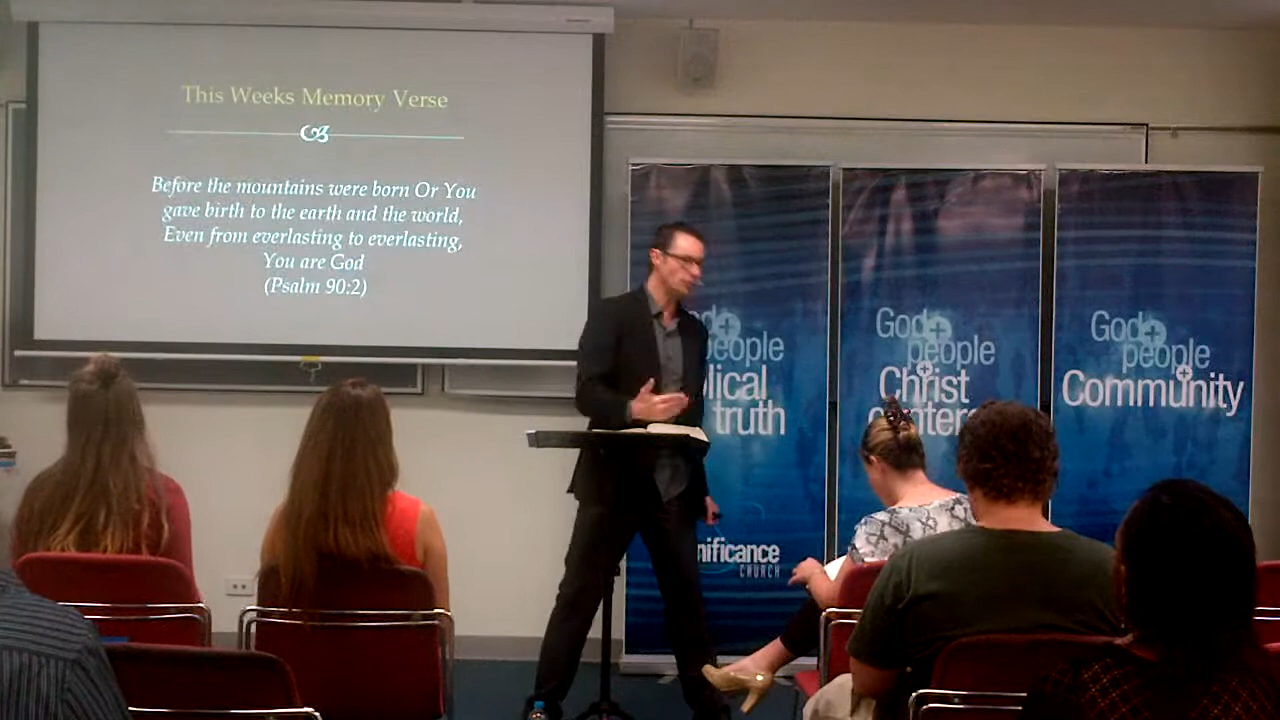 This Weeks Memory Verse
Before the mountains were born Or You
gave birth to the earth and the world,
Even from everlasting to everlasting,
You are God
(Psalm 90:2)
people
truth
CHURCH
God
people
Christ
God
people
Community